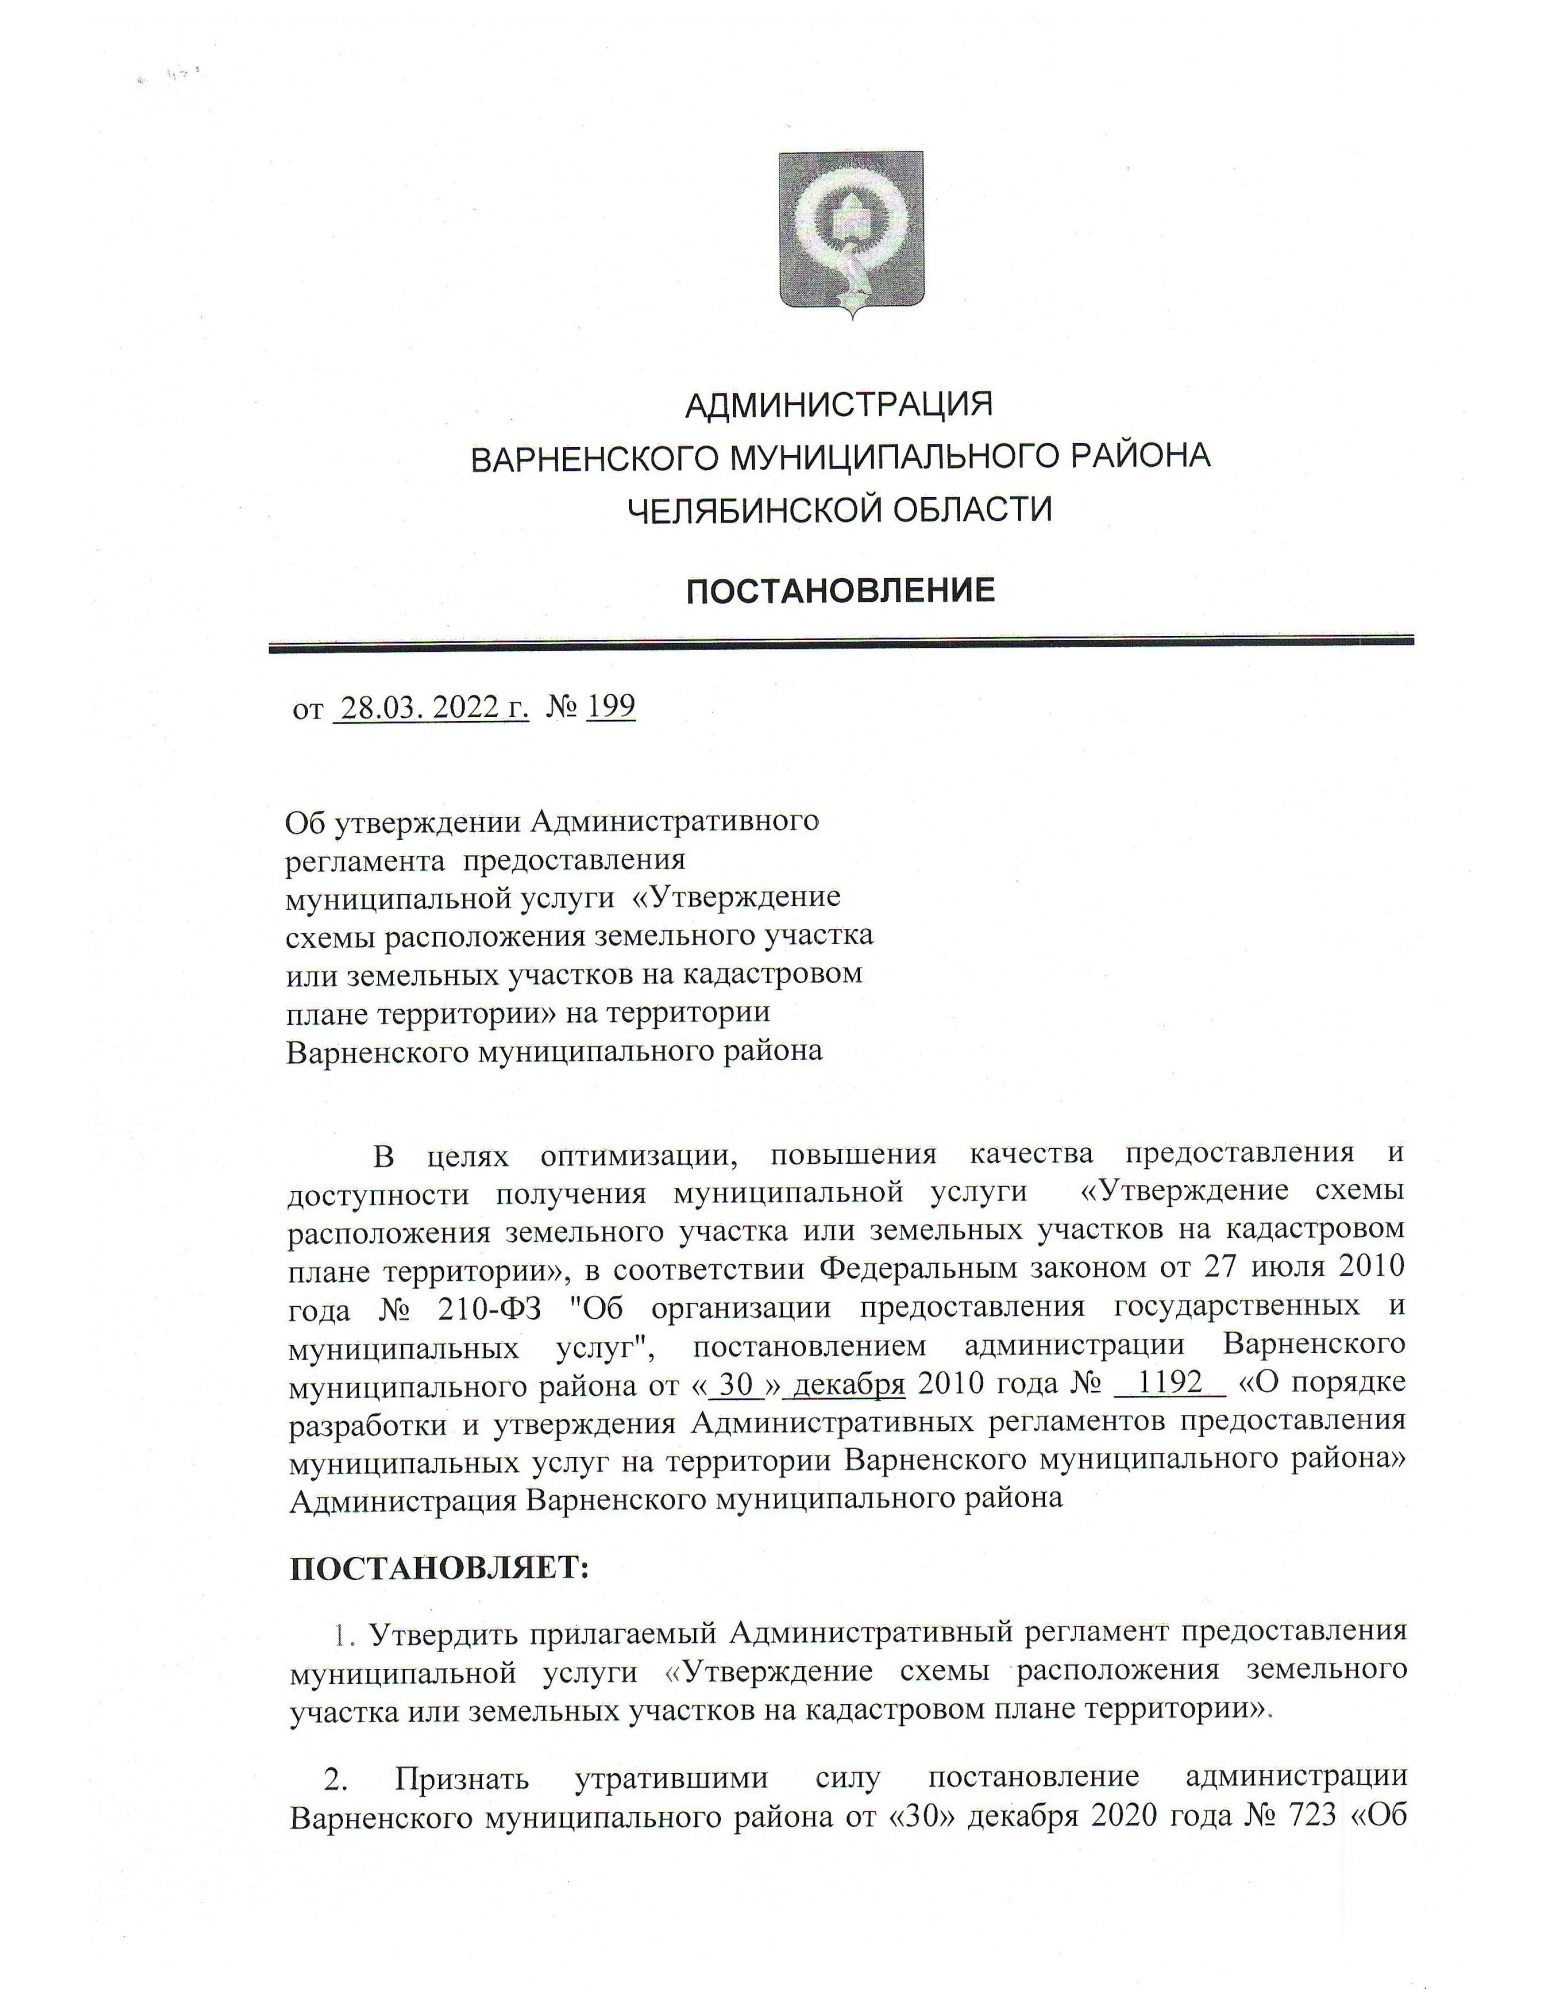 АДМИНИСТРАЦИЯ
ВАРНЕНСКОГО МУНИЦИПАЛЬНОГО РАЙОНА
ЧЕЛЯБИНСКОЙ ОБЛАСТИ
ПОСТАНОВЛЕНИЕ
от 28.03. 2022 г. № 199
Об утверждении Административного
регламента предоставления
муниципальной услуги «Утверждение
схемы расположения земельного участка
или земельных участков на кадастровом
плане территории» на территории
Варненского муниципального района
В целях оптимизации, повышения качества предоставления и
доступности получения муниципальной услуги «Утверждение схемы
расположения земельного участка или земельных участков на кадастровом
плане территории», в соответствии Федеральным законом от 27 июля 2010
года № 210-ФЗ "Об организации предоставления государственных и
муниципальных услуг", постановлением администрации Варненского
муниципального района от « 30 » декабря 2010 года № 1192 «О порядке
разработки и утверждения Административных регламентов предоставления
муниципальных услуг на территории Варненского муниципального района»
Администрация Варненского муниципального района
ПОСТАНОВЛЯЕТ:
1. Утвердить прилагаемый Административный регламент предоставления
муниципальной услуги «Утверждение схемы расположения земельного
участка или земельных участков на кадастровом плане территории».
2. Признать утратившими силу постановление администрации
Варненского муниципального района от «30» декабря 2020 года № 723 «Об